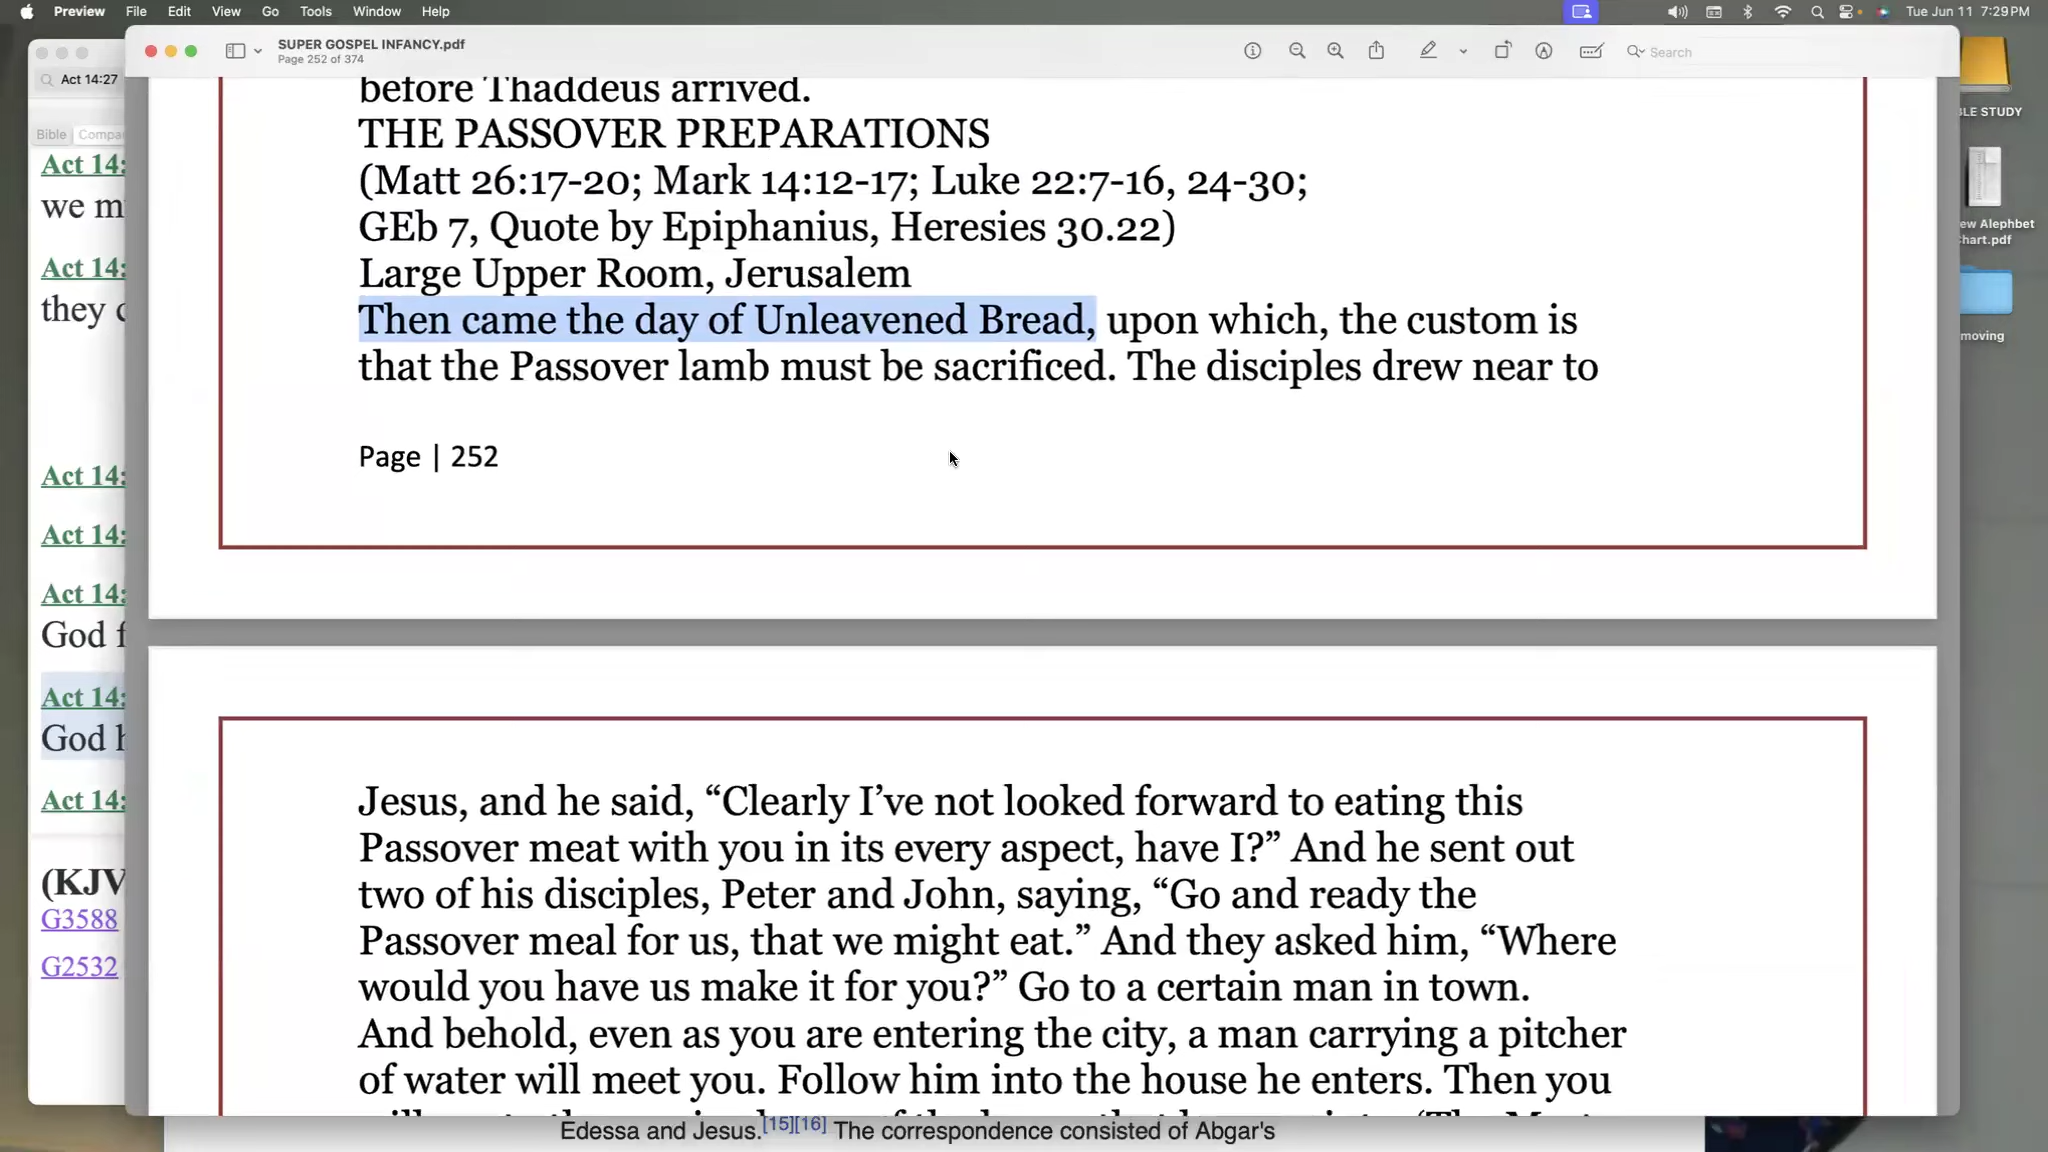 Preview File Edit View Go Tools Window Help
Tue Jun 11 7:29 PM
SUPER GOSPEL INFANCY.pdf
Page 252 of 374
Search
Act 14:27
Bible
Act 14:
we m
Act 14:
they
Act 14:
Act 14:
Act 14:
God f
Act 14:
God h
Act 14:
(KJV
G3588
G2532
before Thaddeus arrived.
THE PASSOVER PREPARATIONS
(Matt 26:17-20; Mark 14:12-17; Luke 22:7-16, 24-30;
GEb 7, Quote by Epiphanius, Heresies 30.22)
Large Upper Room, Jerusalem
Then came the day of Unleavened Bread, upon which, the custom is
that the Passover lamb must be sacrificed. The disciples drew near to
Page | 252
Jesus, and he said, “Clearly I’ve not looked forward to eating this
Passover meat with you in its every aspect, have I?” And he sent out
two of his disciples, Peter and John, saying, “Go and ready the
Passover meal for us, that we might eat.” And they asked him, “Where
would you have us make it for you?” Go to a certain man in town.
And behold, even as you are entering the city, a man carrying a pitcher
of water will meet you. Follow him into the house he enters. Then you
Edessa and Jesus.[15][16] The correspondence consisted of Abgar's
BLE STUDY
ew Alephbet
hart.pdf
moving